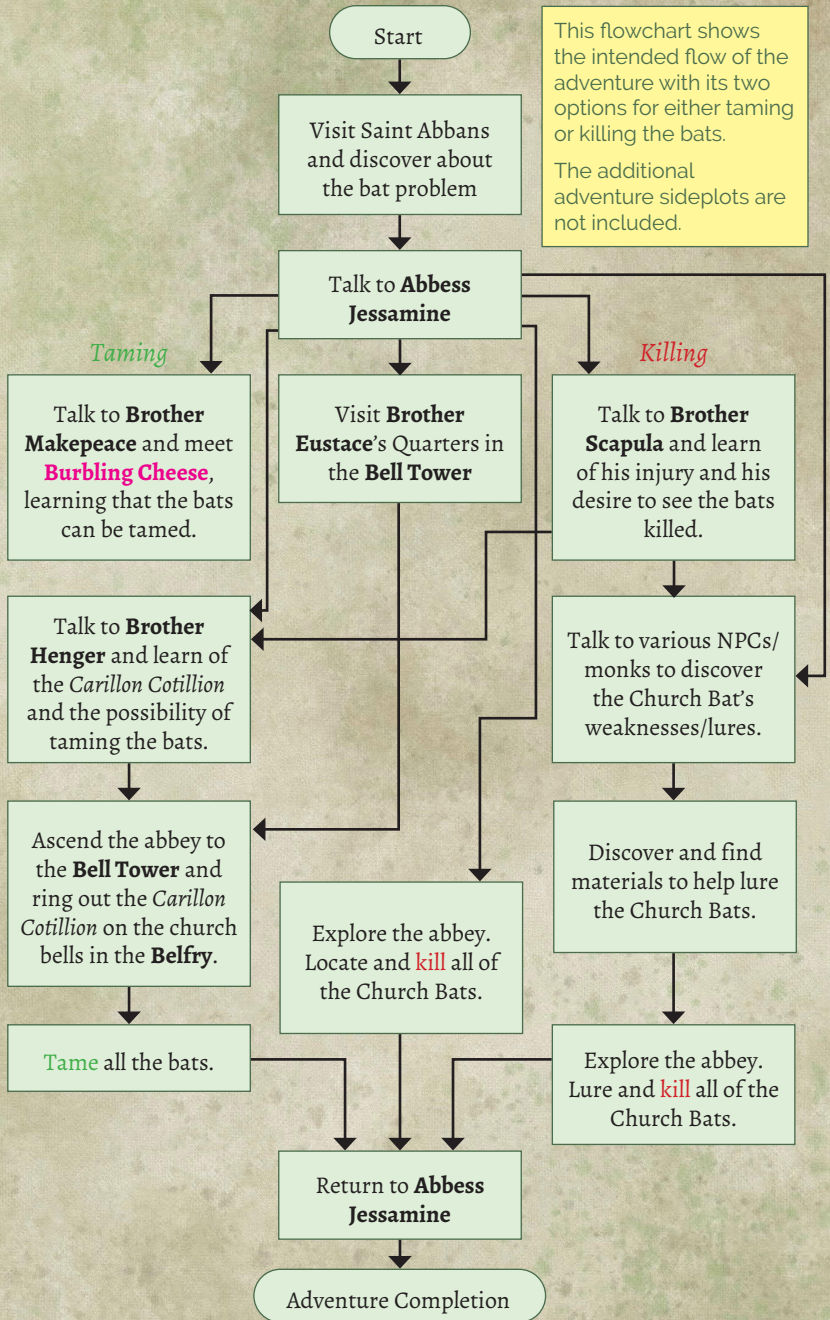 Start
This flowchart shows
the intended flow of the
adventure with its two
options for either taming
or killing the bats.
The additional
adventure sideplots are
not included.
Visit Saint Abbans
and discover about
the bat problem
Talk to Abbess
Jessamine
Taming
Killing
Talk to Brother
Makepeace and meet
Burbling Cheese,
learning that the bats
can be tamed.
Visit Brother
Eustace’s Quarters in
the Bell Tower
Talk to Brother
Scapula and learn
of his injury and his
desire to see the bats
killed.
Talk to Brother
Henger and learn of
the Carillon Cotillion
and the possibility of
taming the bats.
Talk to various NPCs/
monks to discover
the Church Bat’s
weaknesses/lures.
Ascend the abbey to
the Bell Tower and
ring out the Carillon
Cotillion on the church
bells in the Belfry.
Explore the abbey.
Locate and kill all of
the Church Bats.
Discover and find
materials to help lure
the Church Bats.
Tame all the bats.
Explore the abbey.
Lure and kill all of the
Church Bats.
Return to Abbess
Jessamine
Adventure Completion